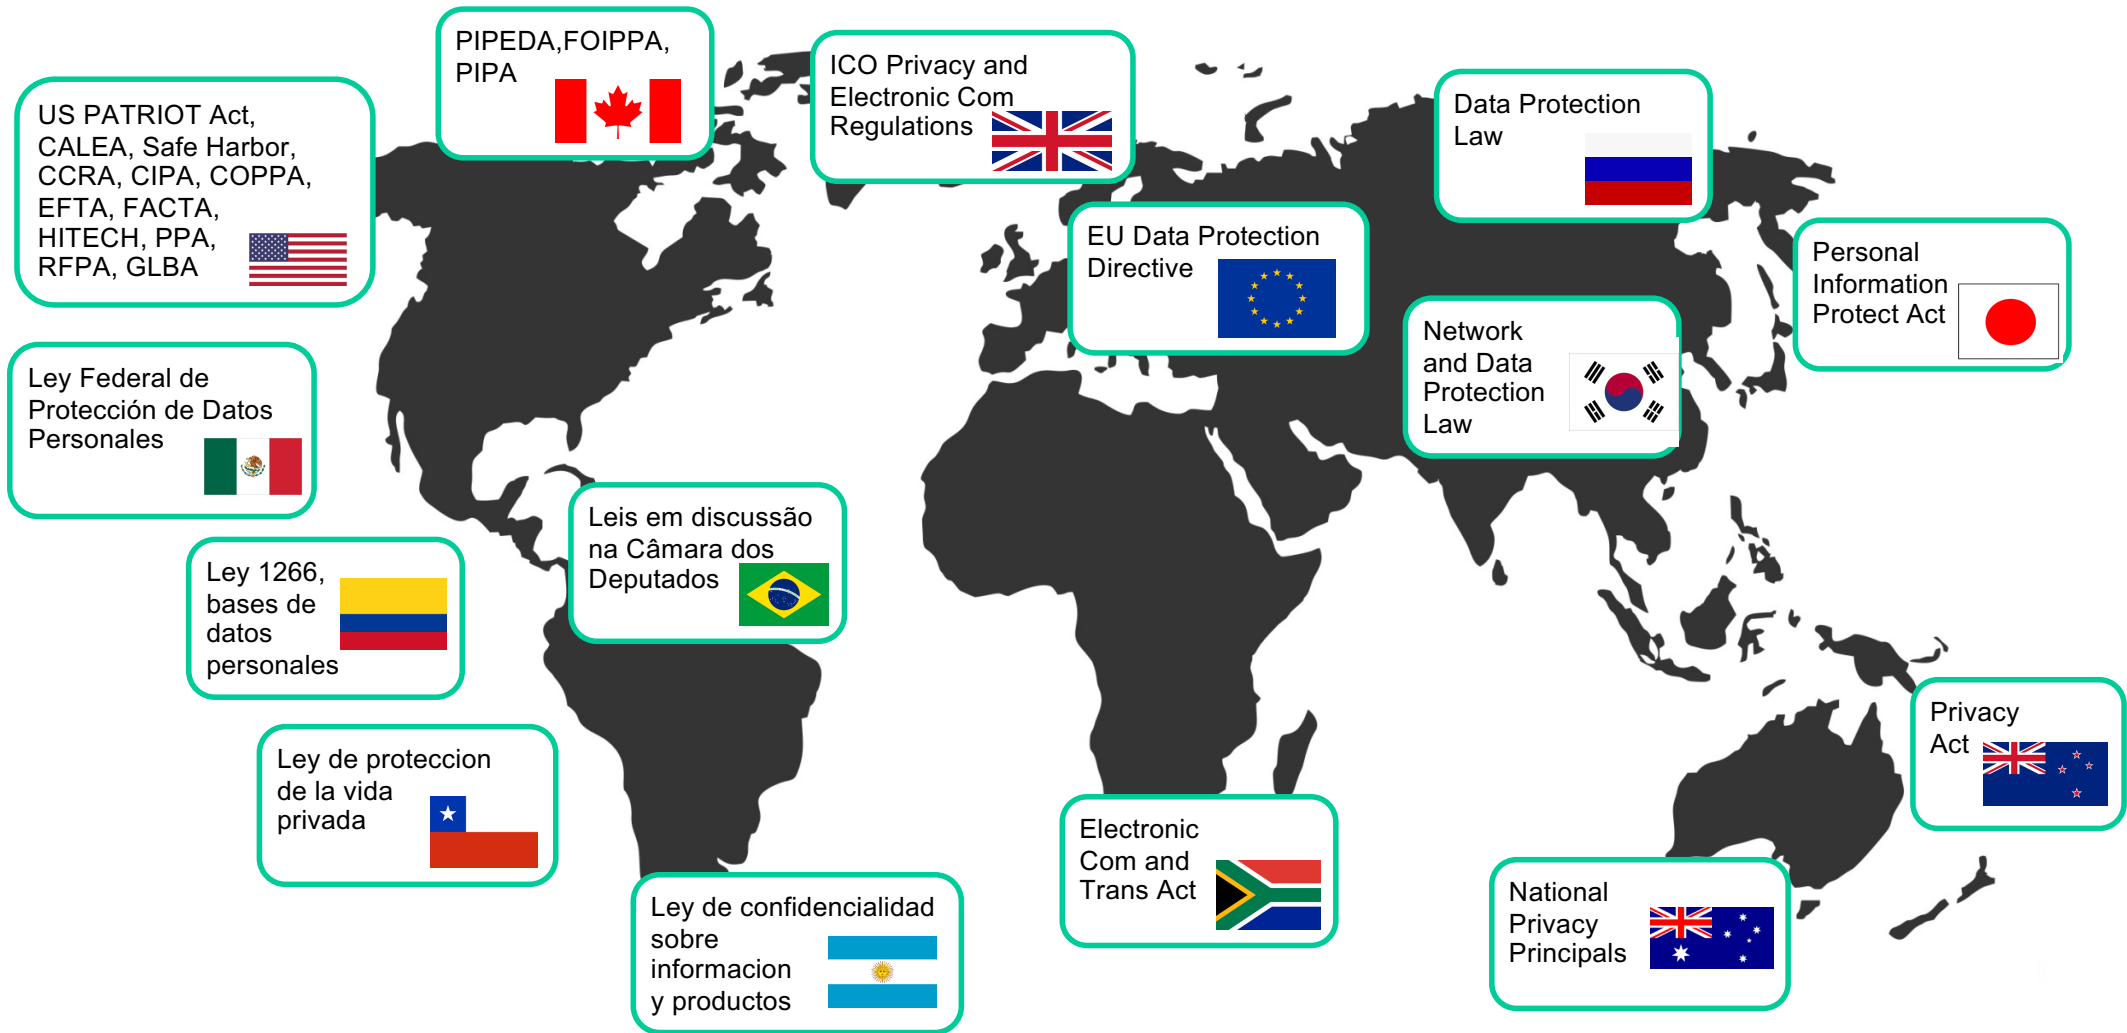 PIPEDA,FOIPPA,
PIPA
ICO Privacy and
Electronic Com
Regulations
Data Protection
Law
US PATRIOT Act,
CALEA, Safe Harbor,
CCRA, CIPA, COPPA,
EFTA, FACTA,
HITECH, PPA,
RFPA, GLBA
EU Data Protection
Directive
Personal
Information
Protect Act
Network
and Data
Protection
Law
Ley Federal de
Protección de Datos
Personales
Leis em discussão
na Câmara dos
Deputados
Ley 1266,
bases de
datos
personales
Privacy
Act
Ley de proteccion
de la vida
privada
Electronic
Com and
Trans Act
National
Privacy
Principals
Ley de confidencialidad
sobre
informacion
y productos